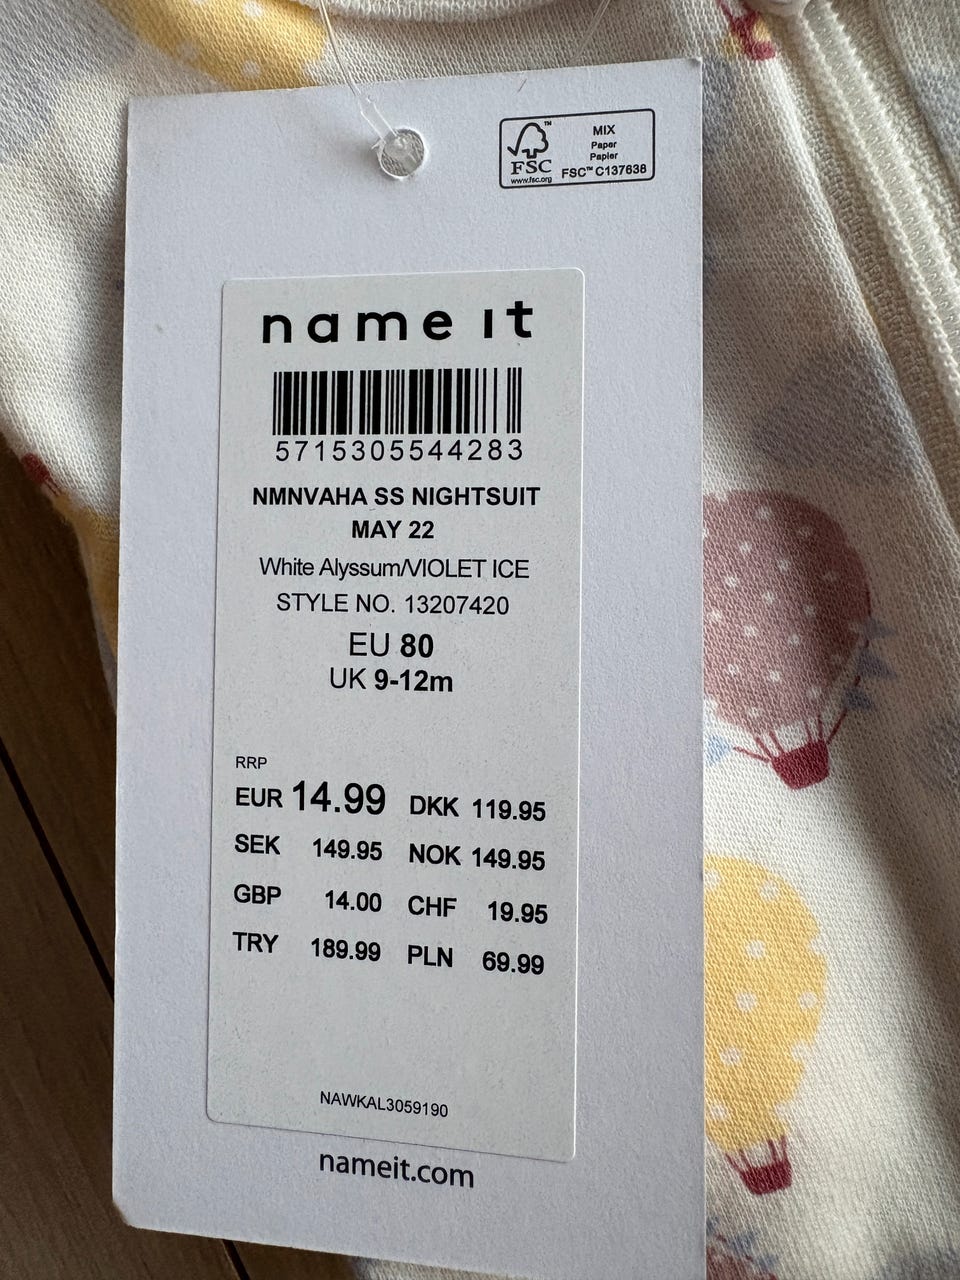 FSC™
www.fsc.org
MIX
Paper
Papier
FSC™ C137638
name it
5715305544283
NMNVAHA SS NIGHTSUIT
MAY 22
White Alyssum/VIOLET ICE
STYLE NO. 13207420
EU 80
UK 9-12m
RRP
EUR 14.99 DKK 119.95
SEK 149.95 NOK 149.95
GBP 14.00 CHF 19.95
TRY 189.99 PLN 69.99
NAWKAL3059190
nameit.com